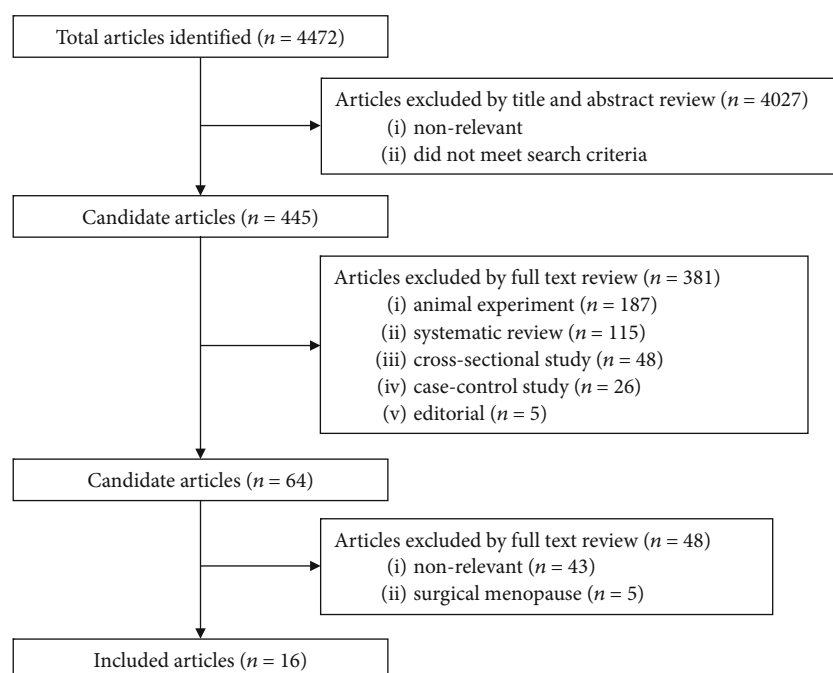 Total articles identified (n = 4472)
Articles excluded by title and abstract review (n = 4027)
(i) non-relevant
(ii) did not meet search criteria
Candidate articles (n = 445)
Articles excluded by full text review (n = 381)
(i) animal experiment (n = 187)
(ii) systematic review (n = 115)
(iii) cross-sectional study (n = 48)
(iv) case-control study (n = 26)
(v) editorial (n = 5)
Candidate articles (n = 64)
Articles excluded by full text review (n = 48)
(i) non-relevant (n = 43)
(ii) surgical menopause (n = 5)
Included articles (n = 16)